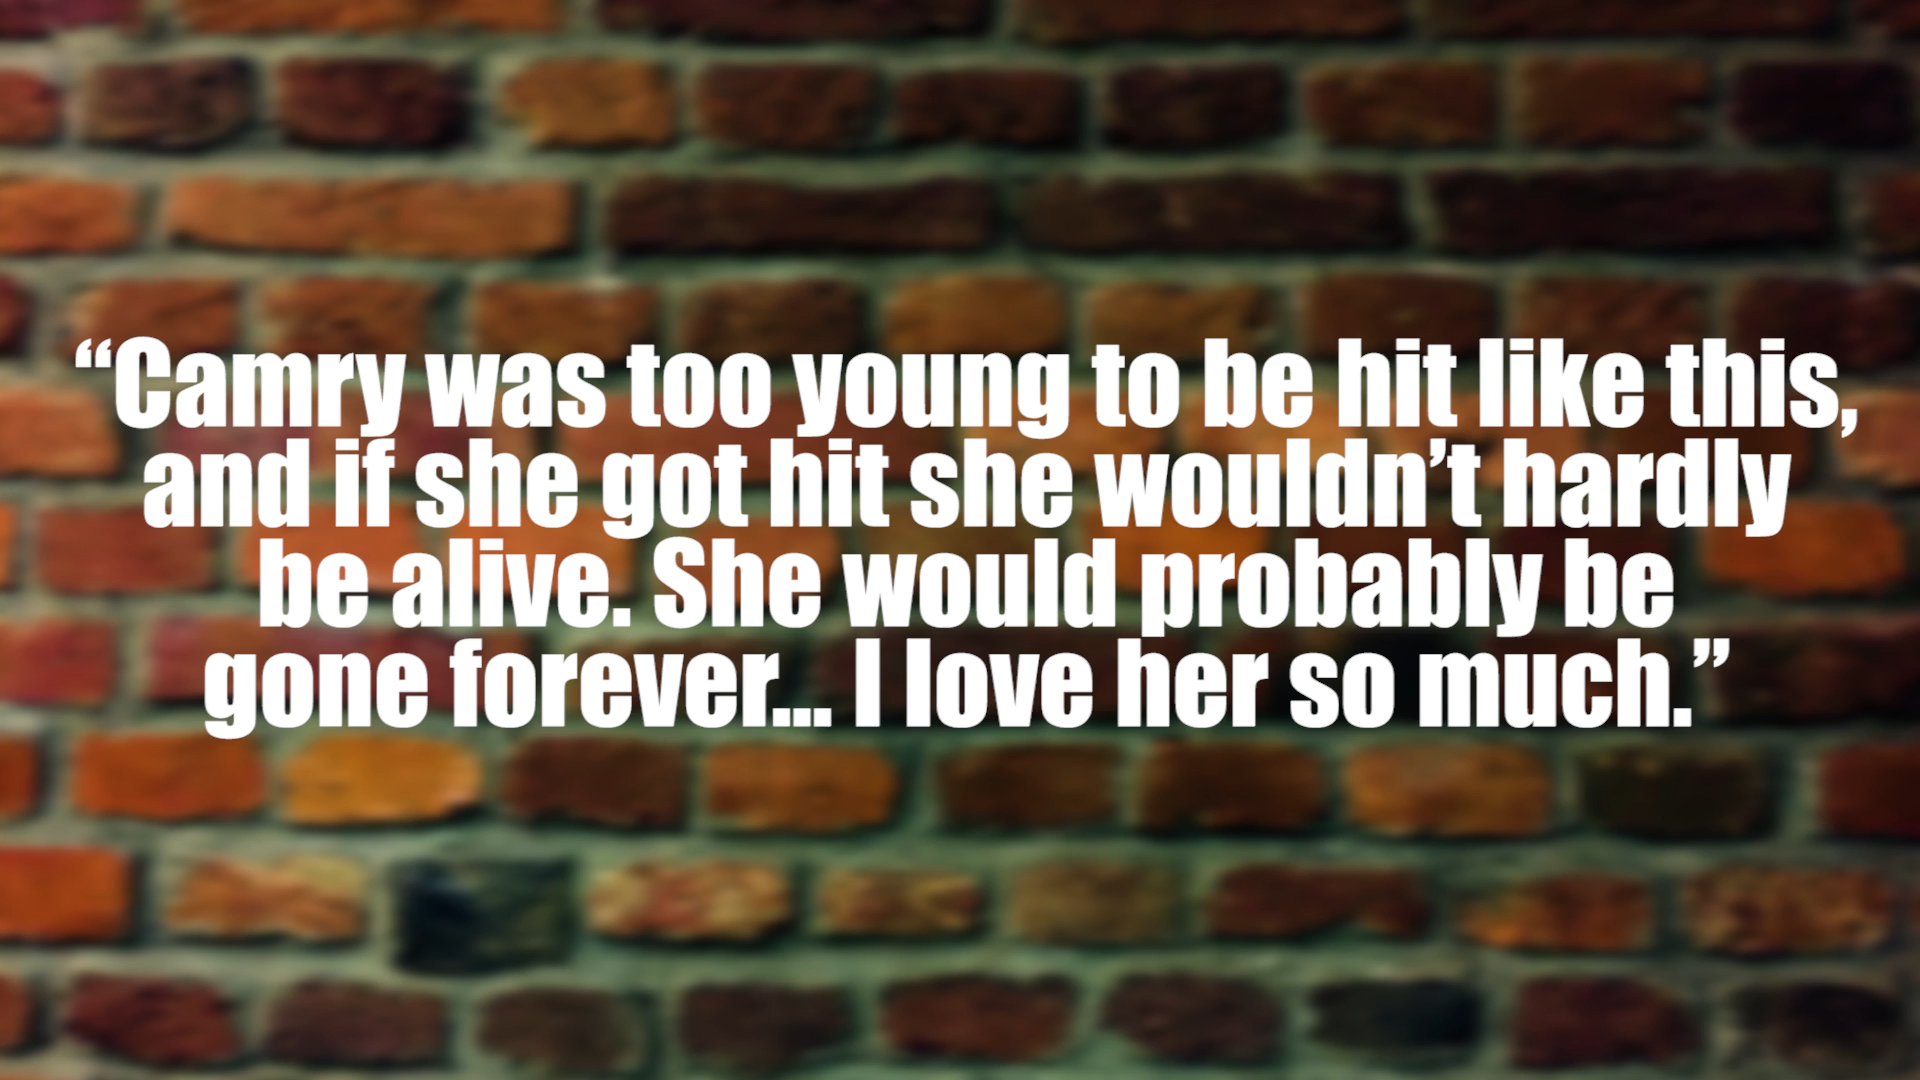 “Camry was too young to be hit like this,
and if she got hit she wouldn’t hardly
be alive. She would probably be
gone forever... I love her so much.”